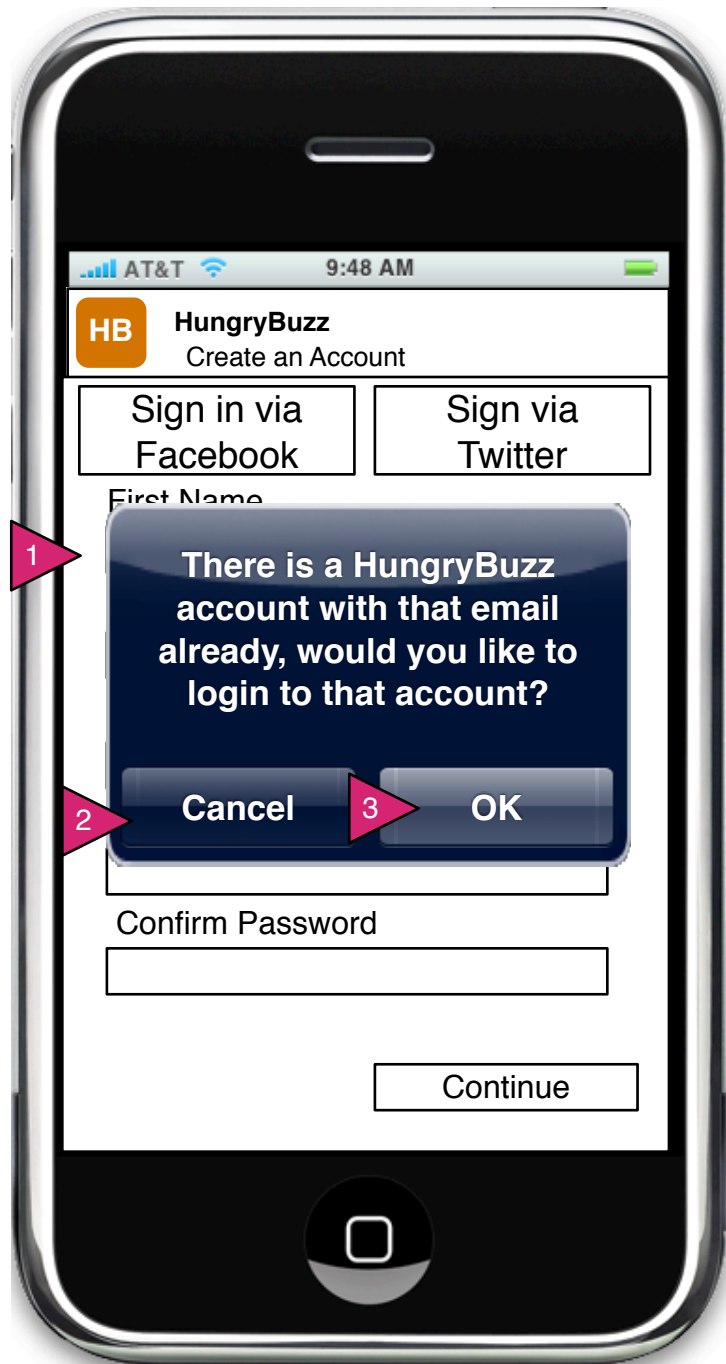 AT&T 9:48 AM
HB HungryBuzz
Create an Account
Sign in via
Facebook
Sign via
Twitter
First Name
1
There is a HungryBuzz
account with that email
already, would you like to
login to that account?
2 Cancel 3 OK
Confirm Password
Continue